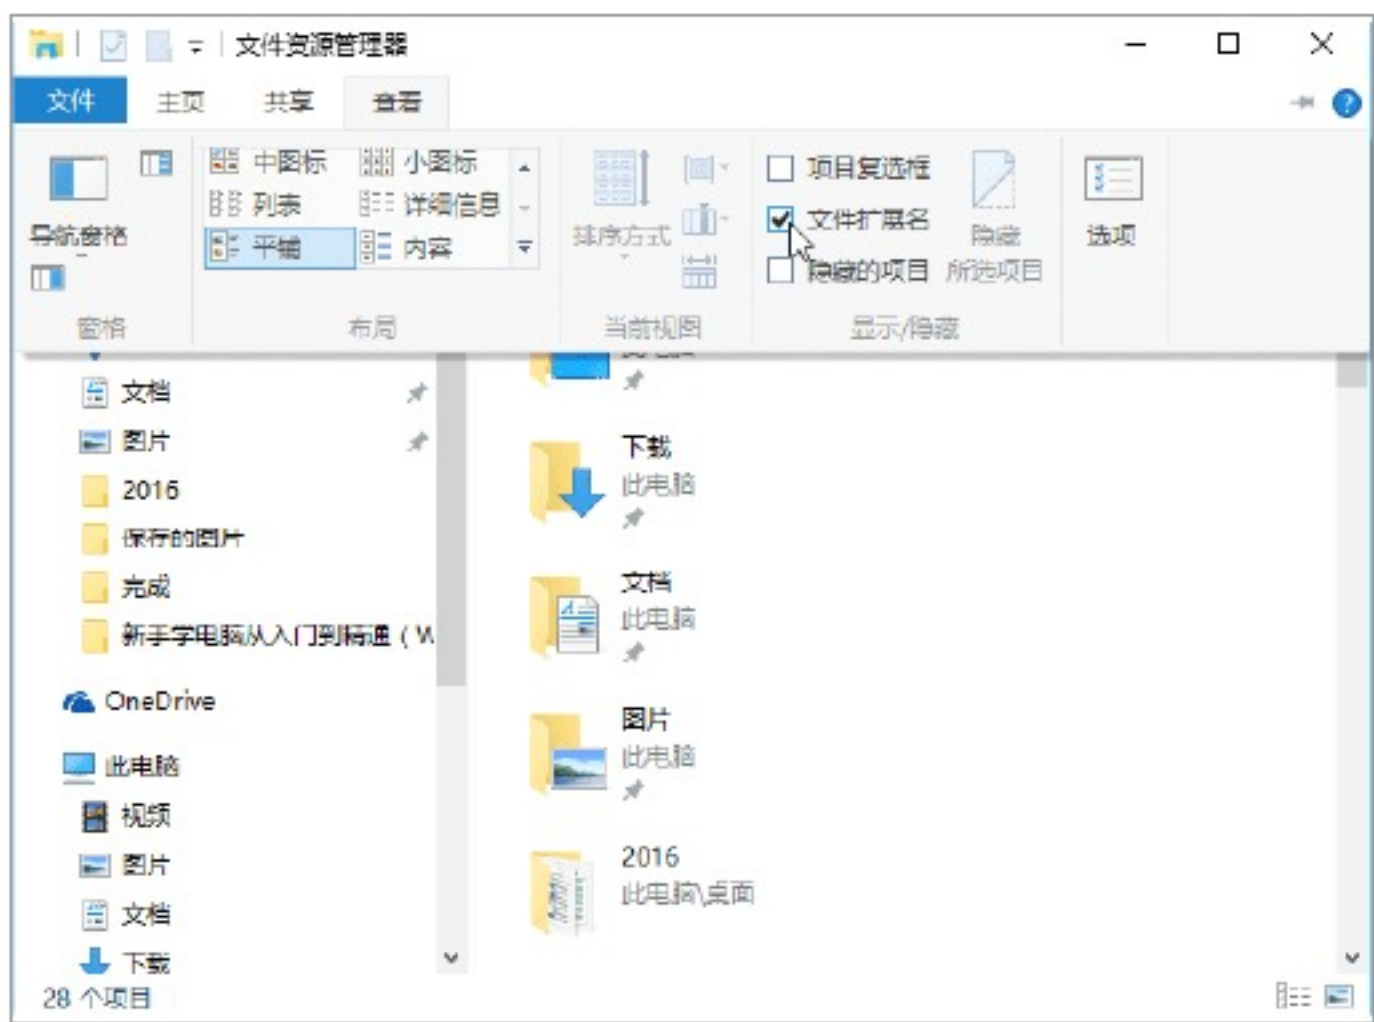 文件资源管理器
文件 主页 共享 查看
中图标 小图标
列表 详细信息
平铺 内容
导航窗格
排序方式
项目复选框
文件扩展名
隐藏的项目
隐藏
所选项目
选项
窗格 布局 当前视图 显示/隐藏
文档
图片
2016
保存的图片
完成
新手学电脑从入门到精通（W
OneDrive
此电脑
视频
图片
文档
下载
下载
此电脑
文档
此电脑
图片
此电脑
2016
此电脑\桌面
28 个项目